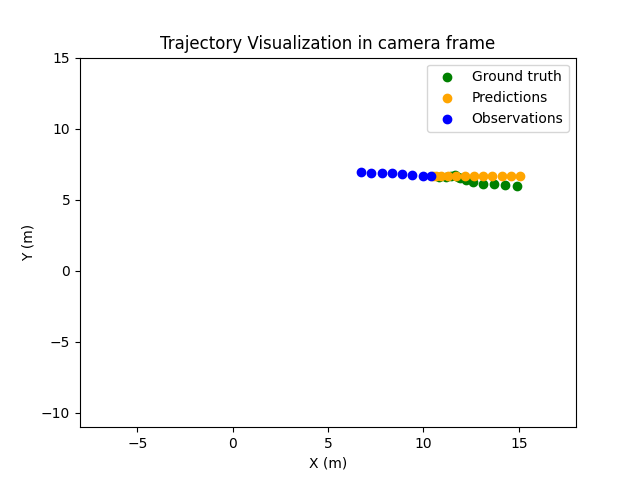 Trajectory Visualization in camera frame
15
10
5
0
−5
−10
Y (m)
−5
0
5
10
15
X (m)
Ground truth
Predictions
Observations